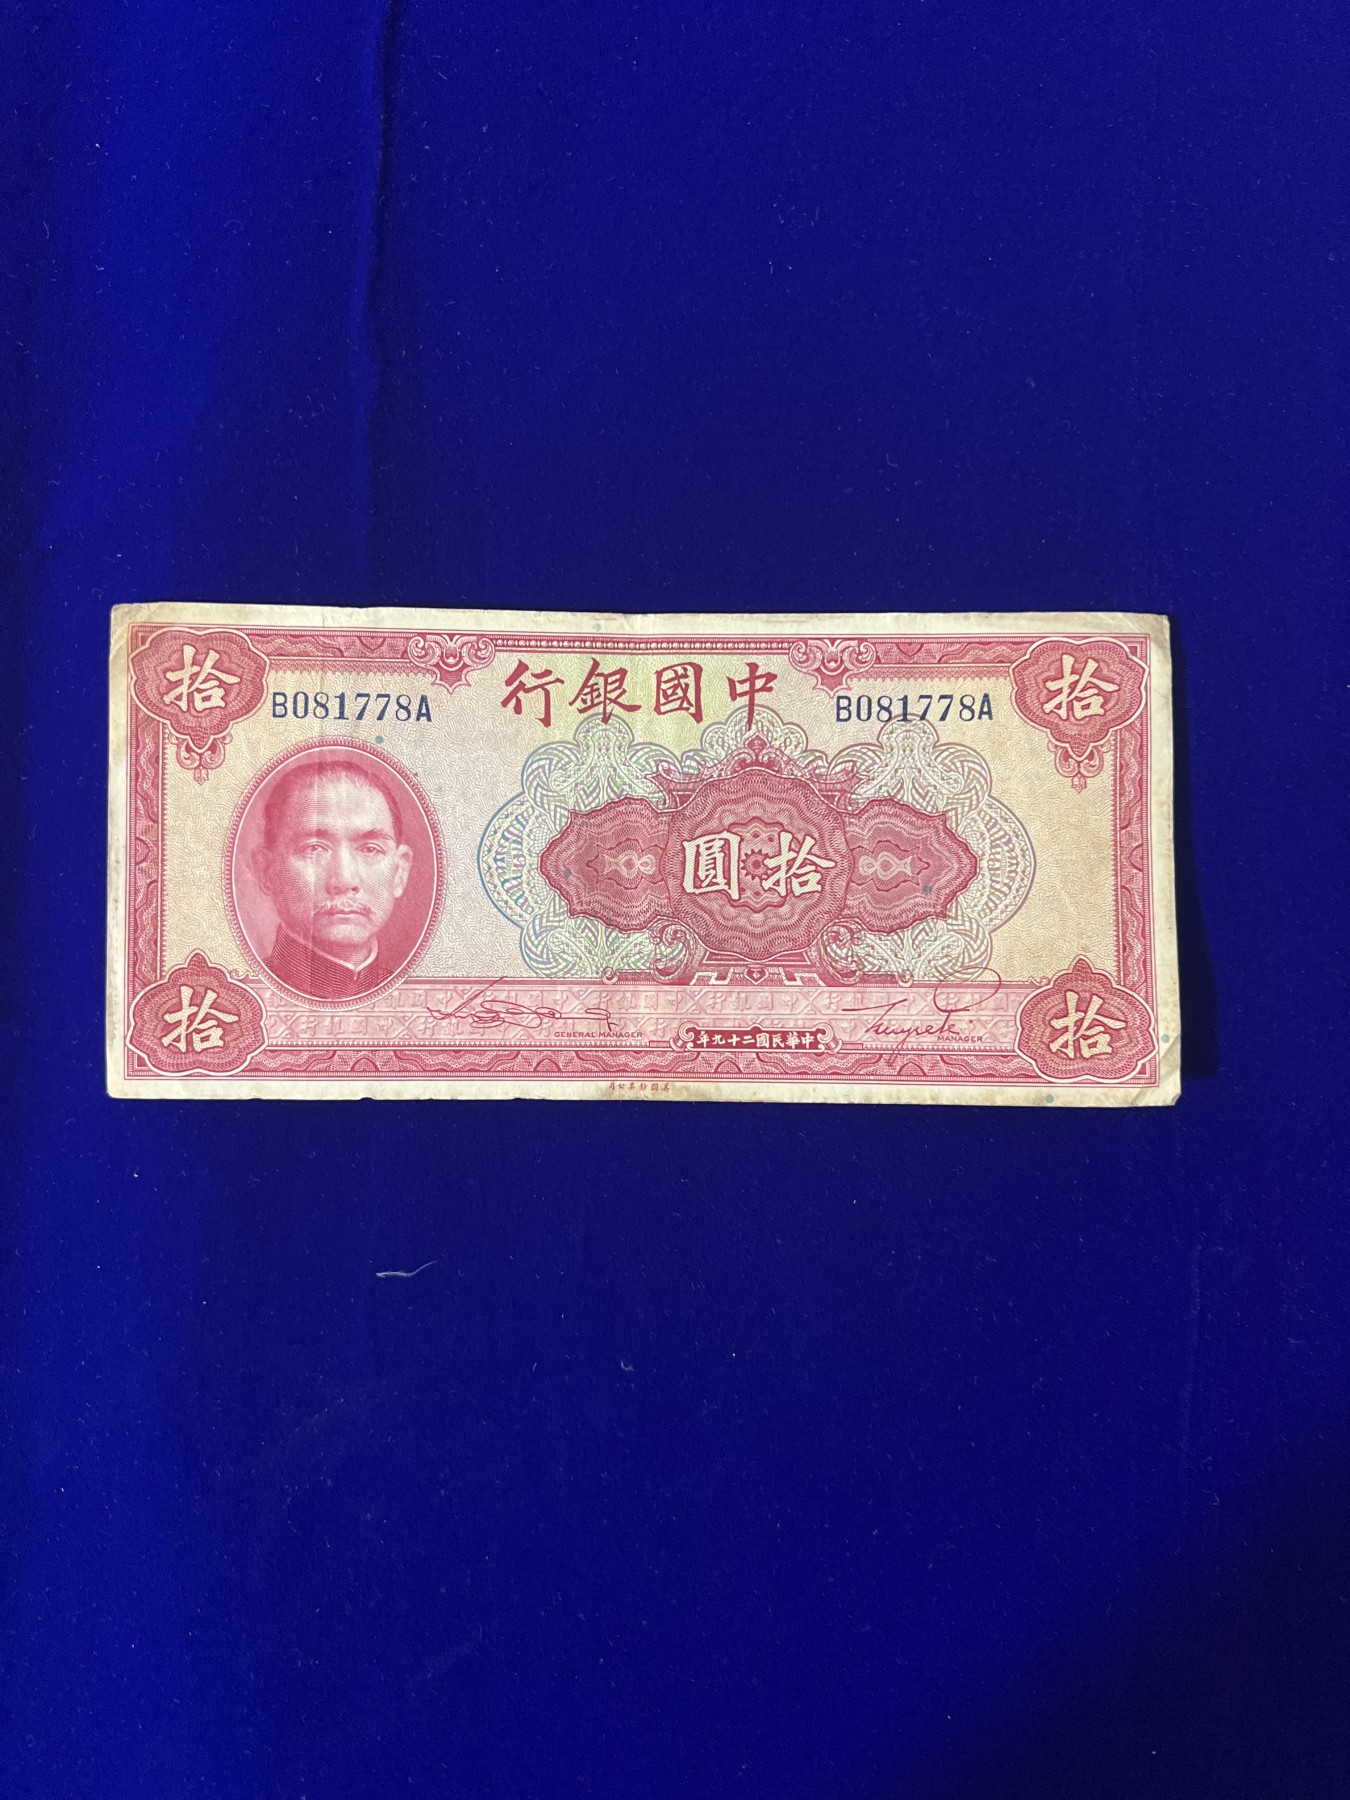 中國銀行
拾
拾
B081778A
B081778A
拾圓
拾
拾
GENERAL MANAGER
中華民國二十九年
MANAGER